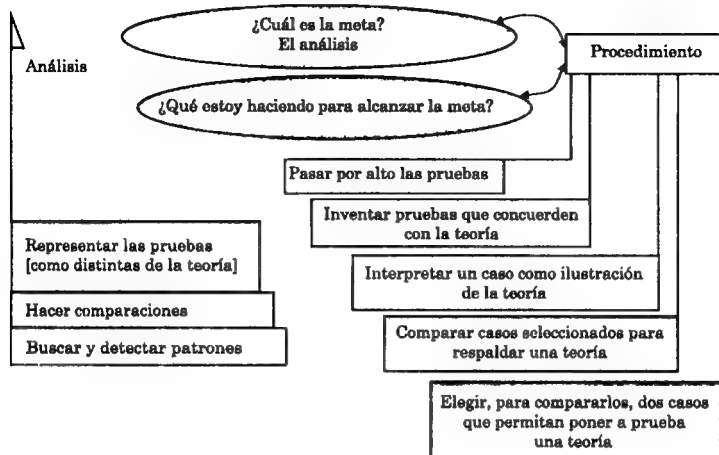 ¿Cuál es la meta?
El análisis
Procedimiento
Análisis
¿Qué estoy haciendo para alcanzar la meta?
Pasar por alto las pruebas
Inventar pruebas que concuerden
con la teoría
Representar las pruebas
[como distintas de la teoría]
Interpretar un caso como ilustración
de la teoría
Hacer comparaciones
Comparar casos seleccionados para
respaldar una teoría
Buscar y detectar patrones
Elegir, para compararlos, dos casos
que permitan poner a prueba
una teoría